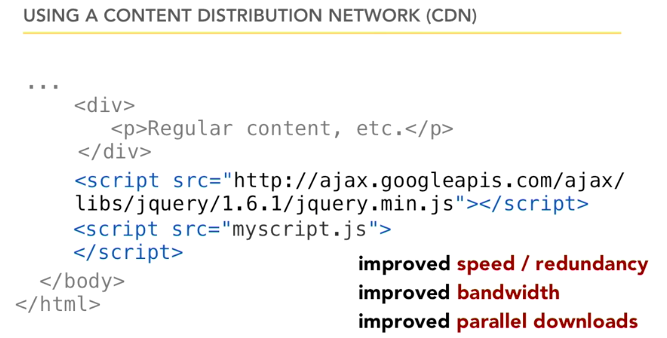 USING A CONTENT DISTRIBUTION NETWORK (CDN)
...
<div>
<p>Regular content, etc.</p>
</div>
<script src="http://ajax.googleapis.com/ajax/
libs/jquery/1.6.1/jquery.min.js"></script>
<script src="myscript.js">
</script>
</body>
</html>
improved speed / redundancy
improved bandwidth
improved parallel downloads